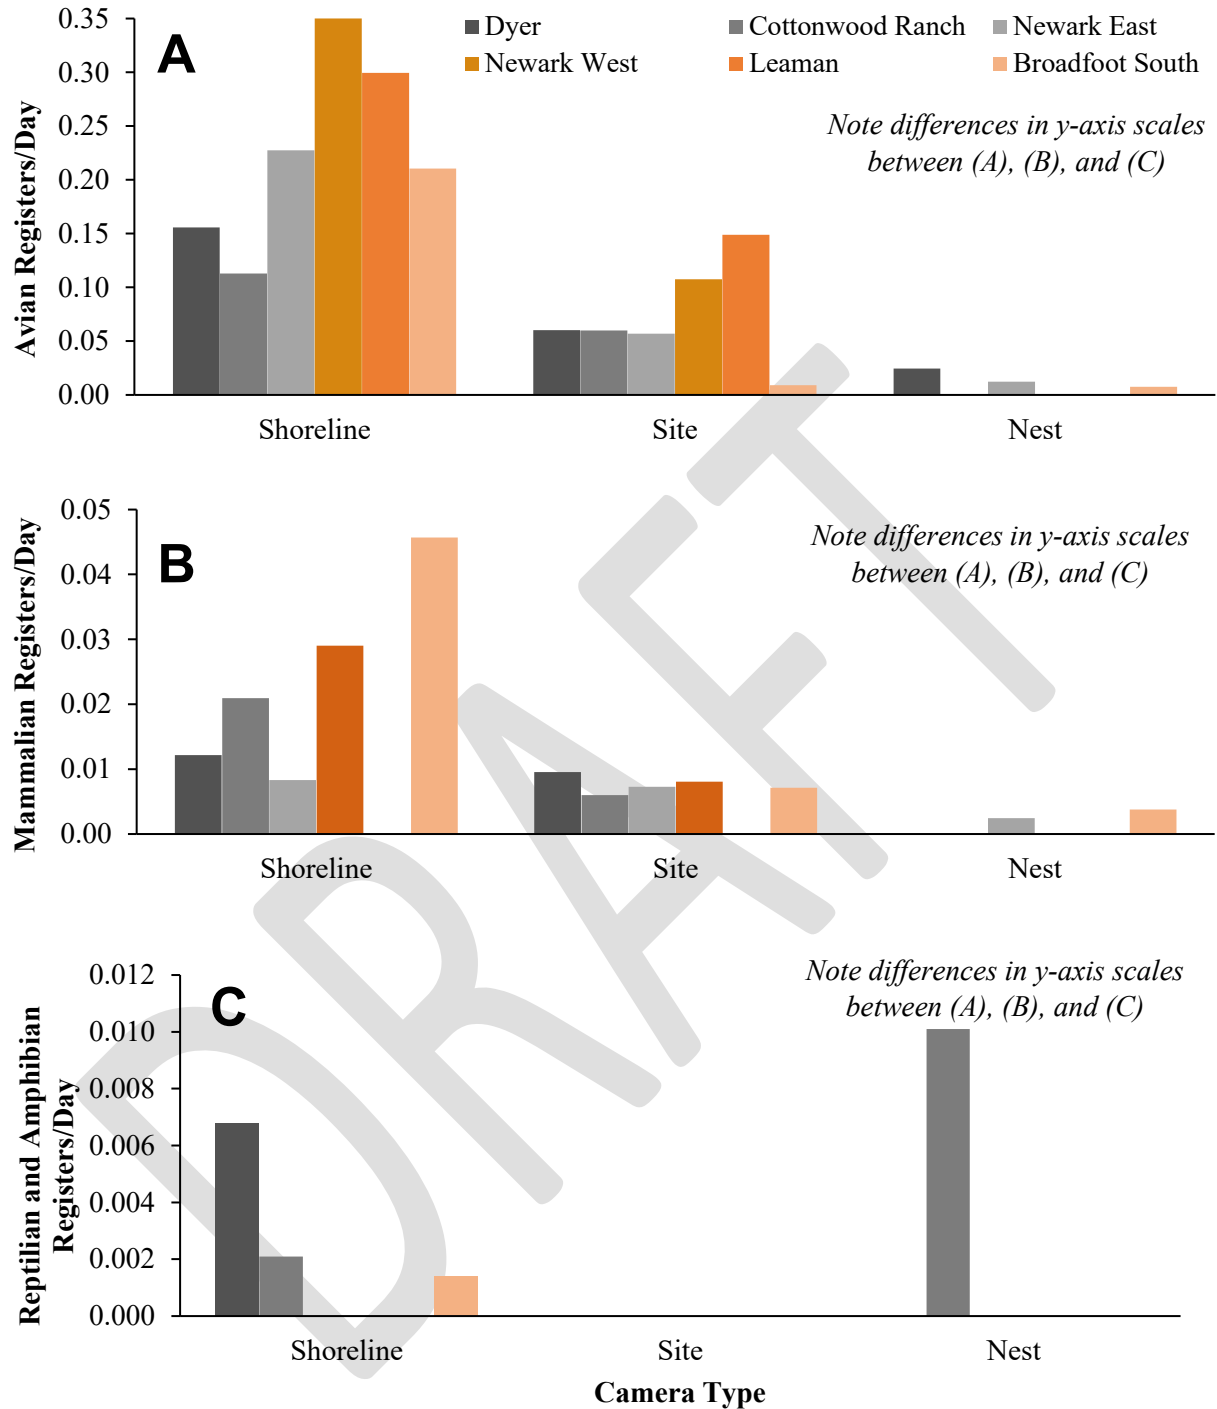 A
Dyer
Cottonwood Ranch
Newark East
Newark West
Leaman
Broadfoot South
Note differences in y-axis scales
between (A), (B), and (C)
Avian Registers/Day
0.35
0.30
0.25
0.20
0.15
0.10
0.05
0.00
Shoreline
Site
Nest
B
Note differences in y-axis scales
between (A), (B), and (C)
Mammalian Registers/Day
0.05
0.04
0.03
0.02
0.01
0.00
Shoreline
Site
Nest
C
Note differences in y-axis scales
between (A), (B), and (C)
Reptilian and Amphibian
Registers/Day
0.012
0.010
0.008
0.006
0.004
0.002
0.000
Shoreline
Site
Nest
Camera Type
DRAFT